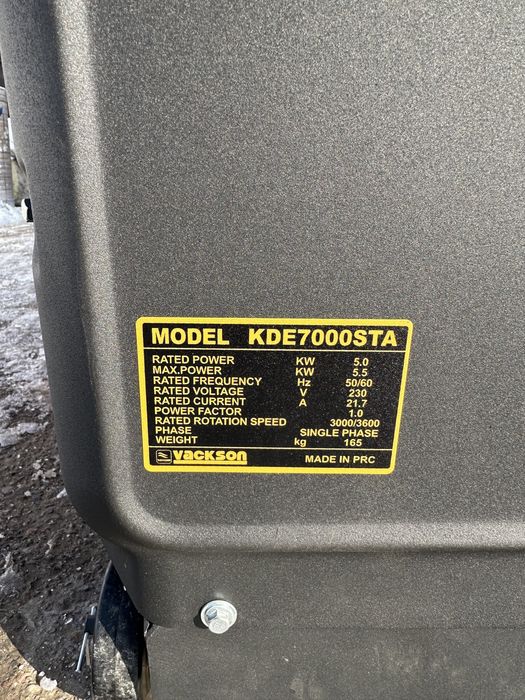 MODEL KDE7000STA
RATED POWER KW 5.0
MAX.POWER KW 5.5
RATED FREQUENCY Hz 50/60
RATED VOLTAGE V 230
RATED CURRENT A 21.7
POWER FACTOR 1.0
RATED ROTATION SPEED 3000/3600
PHASE SINGLE PHASE
WEIGHT kg 165
VACKSON MADE IN PRC